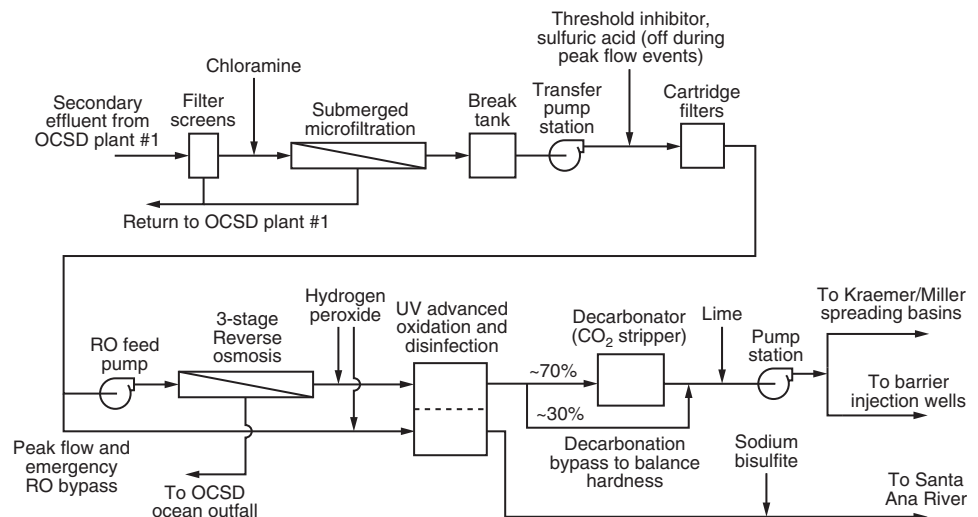 Threshold inhibitor,
sulfuric acid (off during
peak flow events)
Chloramine
Secondary
effluent from
OCSD plant #1
Filter
screens
Submerged
microfiltration
Break
tank
Transfer
pump
station
Cartridge
filters
Return to OCSD plant #1
RO feed
pump
3-stage
Reverse
osmosis
Hydrogen
peroxide
UV advanced
oxidation and
disinfection
Decarbonator
(CO₂ stripper)
Lime
Pump
station
To Kraemer/Miller
spreading basins
~70%
~30%
To barrier
injection wells
Peak flow and
emergency
RO bypass
To OCSD
ocean outfall
Decarbonation
bypass to balance
hardness
Sodium
bisulfite
To Santa
Ana River